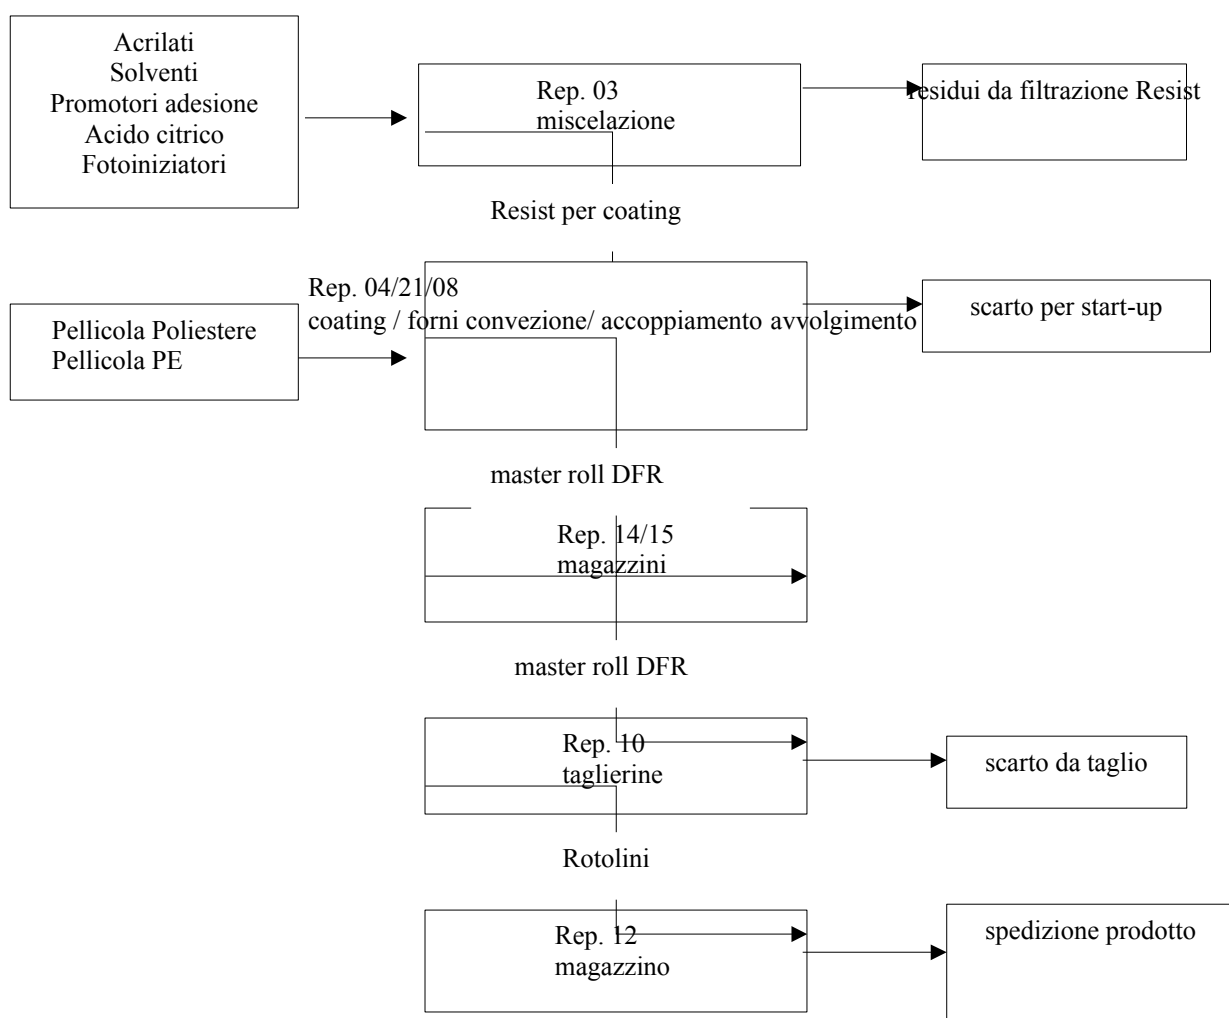 Acrilati
Solventi
Promotori adesione
Acido citrico
Fotoiniziatori
Rep. 03
miscelazione
residui da filtrazione Resist
Resist per coating
Pellicola Poliestere
Pellicola PE
Rep. 04/21/08
coating / forni convezione/ accoppiamento avvolgimento
scarto per start-up
master roll DFR
Rep. 14/15
magazzini
master roll DFR
Rep. 10
taglierine
scarto da taglio
Rotolini
Rep. 12
magazzino
spedizione prodotto